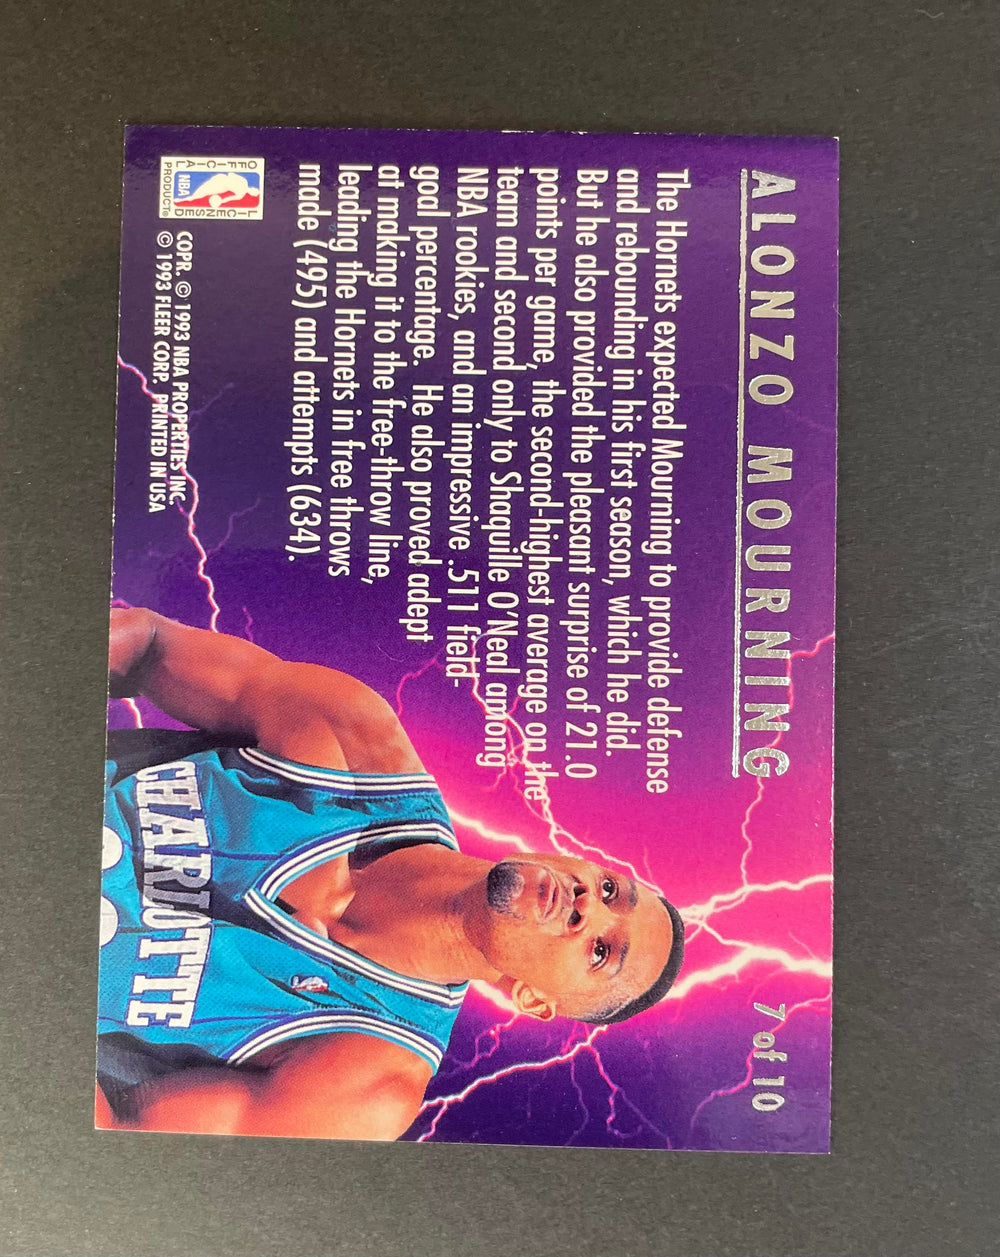 ALONZO MOURNING
The Hornets expected Mourning to provide defense
and rebounding in his first season, which he did.
But he also provided the pleasant surprise of 21.0
points per game, the second-highest average on the
team and second only to Shaquille O'Neal among
NBA rookies, and an impressive .511 field-
goal percentage. He also proved adept
at making it to the free-throw line,
leading the Hornets in free throws
made (495) and attempts (634).
OFFICIAL LICENSED
NBA
PRODUCT®
COPR. © 1993 NBA PROPERTIES INC.
© 1993 FLEER CORP. PRINTED IN USA
CHARLOTTE
7 of 10